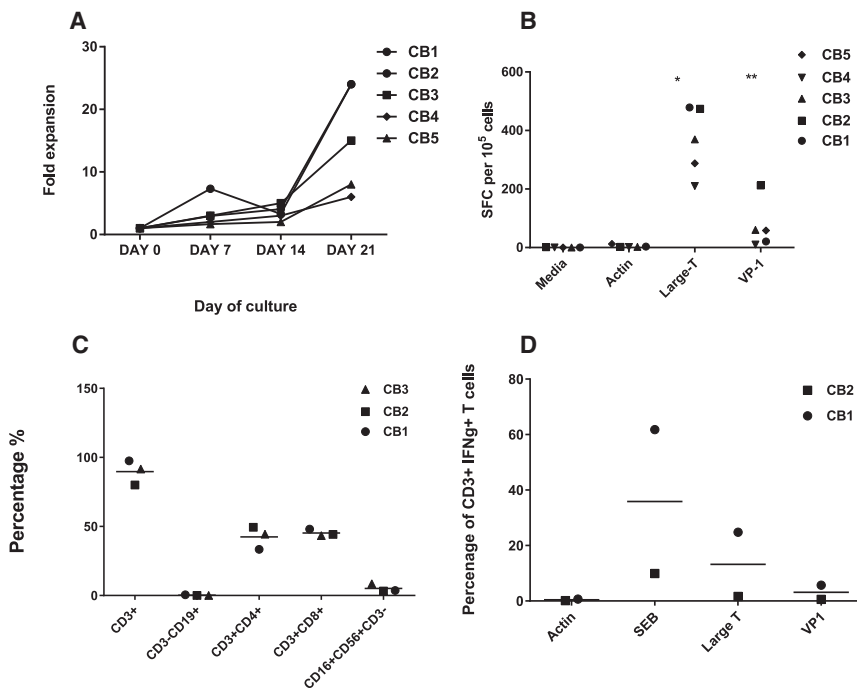 A
Fold expansion
30
20
10
0
DAY 0 DAY 7 DAY 14 DAY 21
Day of culture
CB1
CB2
CB3
CB4
CB5
B
SFC per 10⁵ cells
600
400
200
0
* **
Media Actin Large-T VP-1
CB5
CB4
CB3
CB2
CB1
C
Percentage %
150
100
50
0
CD3+ CD3-CD19+ CD3+CD4+ CD3+CD8+ CD16+CD56+CD3-
CB3
CB2
CB1
D
Percenage of CD3+ IFNg+ T cells
80
60
40
20
0
Actin SEB Large T VP1
CB2
CB1